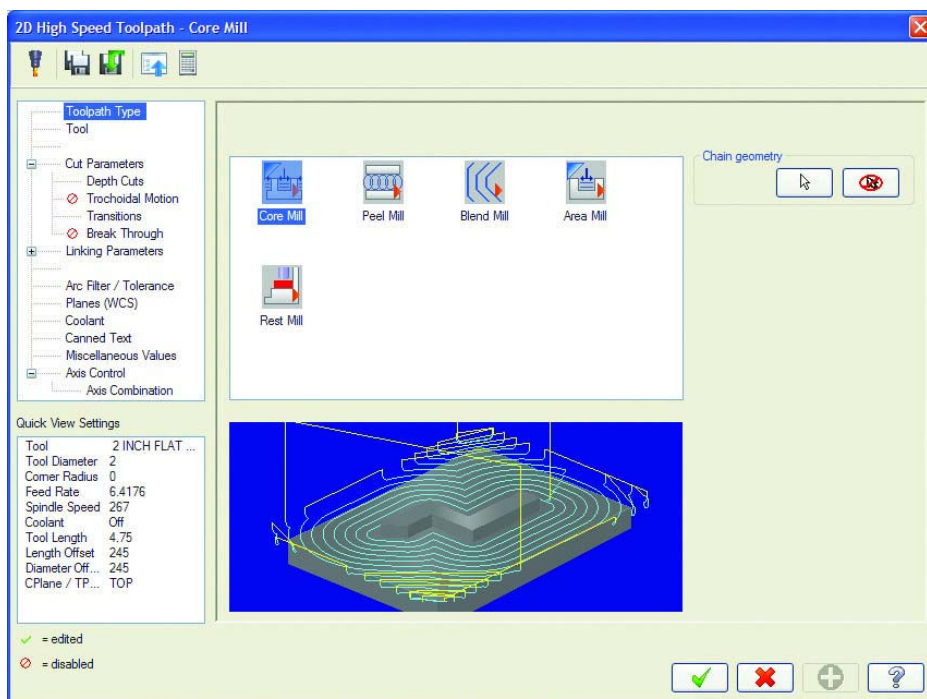 2D High Speed Toolpath - Core Mill
Toolpath Type
Tool
Cut Parameters
Depth Cuts
Trochoidal Motion
Transitions
Break Through
Linking Parameters
Arc Filter / Tolerance
Planes (WCS)
Coolant
Canned Text
Miscellaneous Values
Axis Control
Axis Combination
Core Mill
Peel Mill
Blend Mill
Area Mill
Rest Mill
Chain geometry
Quick View Settings
Tool 2 INCH FLAT ...
Tool Diameter 2
Corner Radius 0
Feed Rate 6.4176
Spindle Speed 267
Coolant Off
Tool Length 4.75
Length Offset 245
Diameter Off... 245
CPlane / TP... TOP
= edited
= disabled